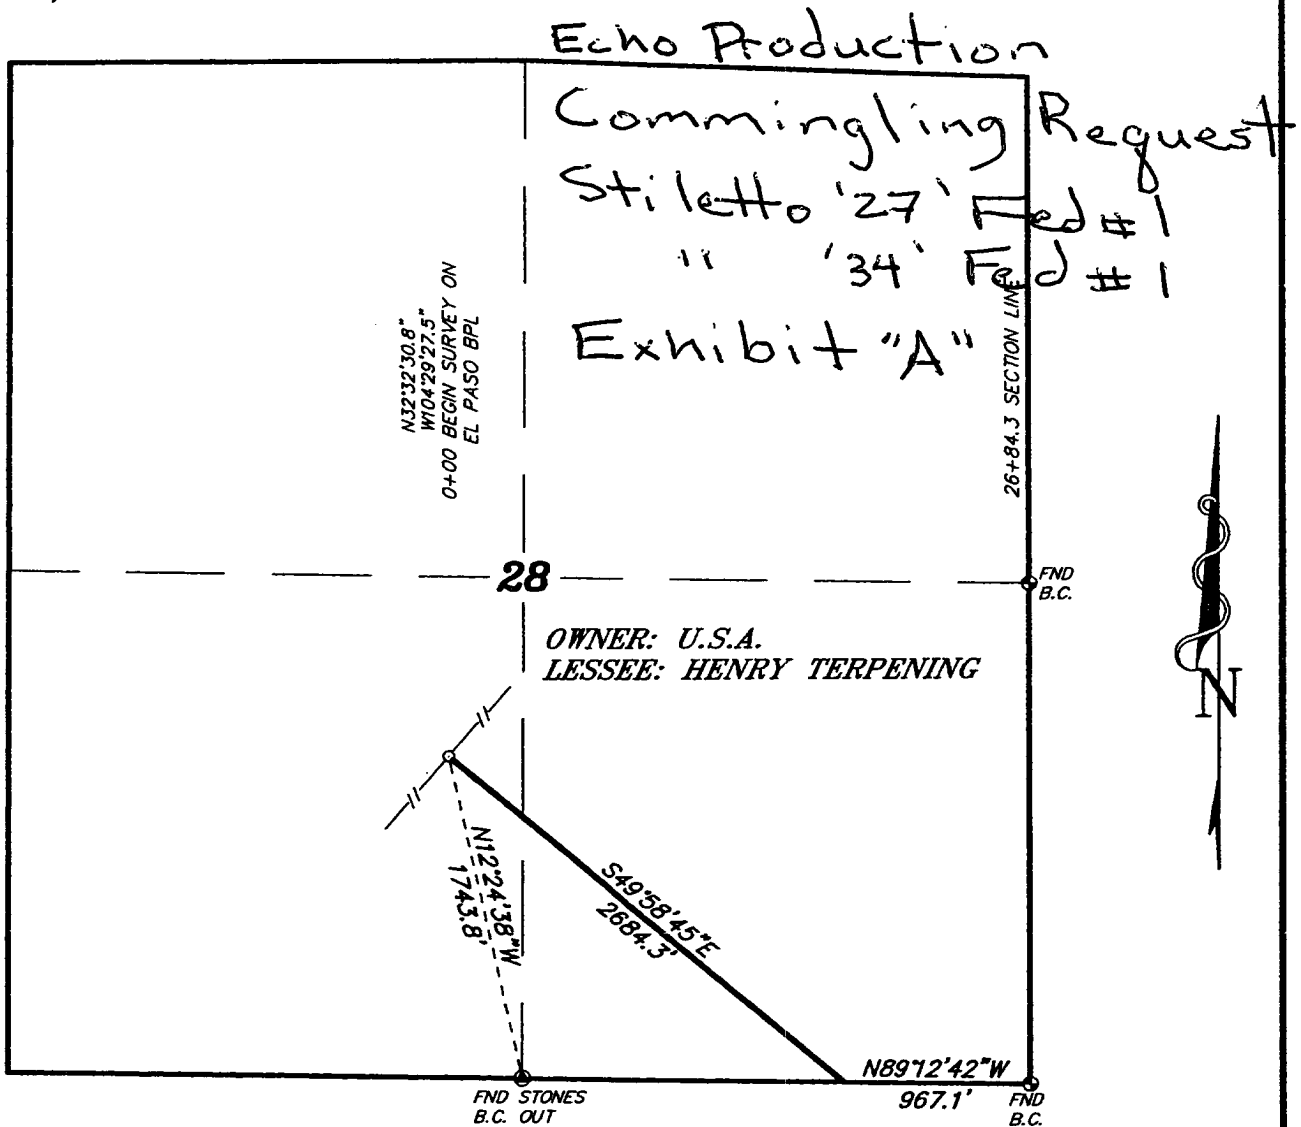 Echo Production
Commingling Request
Stiletto '27' Fed #1
" '34' Fed #1
Exhibit "A"
N32°32'30.8"
W104°29'27.5"
0+00 BEGIN SURVEY ON
EL PASO BPL
26+84.3 SECTION LINE
28
FND
B.C.
OWNER: U.S.A.
LESSEE: HENRY TERPENING
N
N12°24'38"W
1743.8'
S49°58'45"E
2684.3'
N89°12'42"W
967.1'
FND STONES
B.C. OUT
FND
B.C.